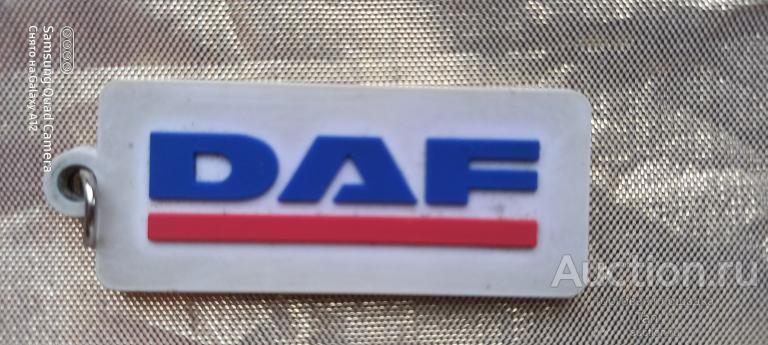 Samsung Quad Camera
Снято на Galaxy A12
DAF
Auction.ru